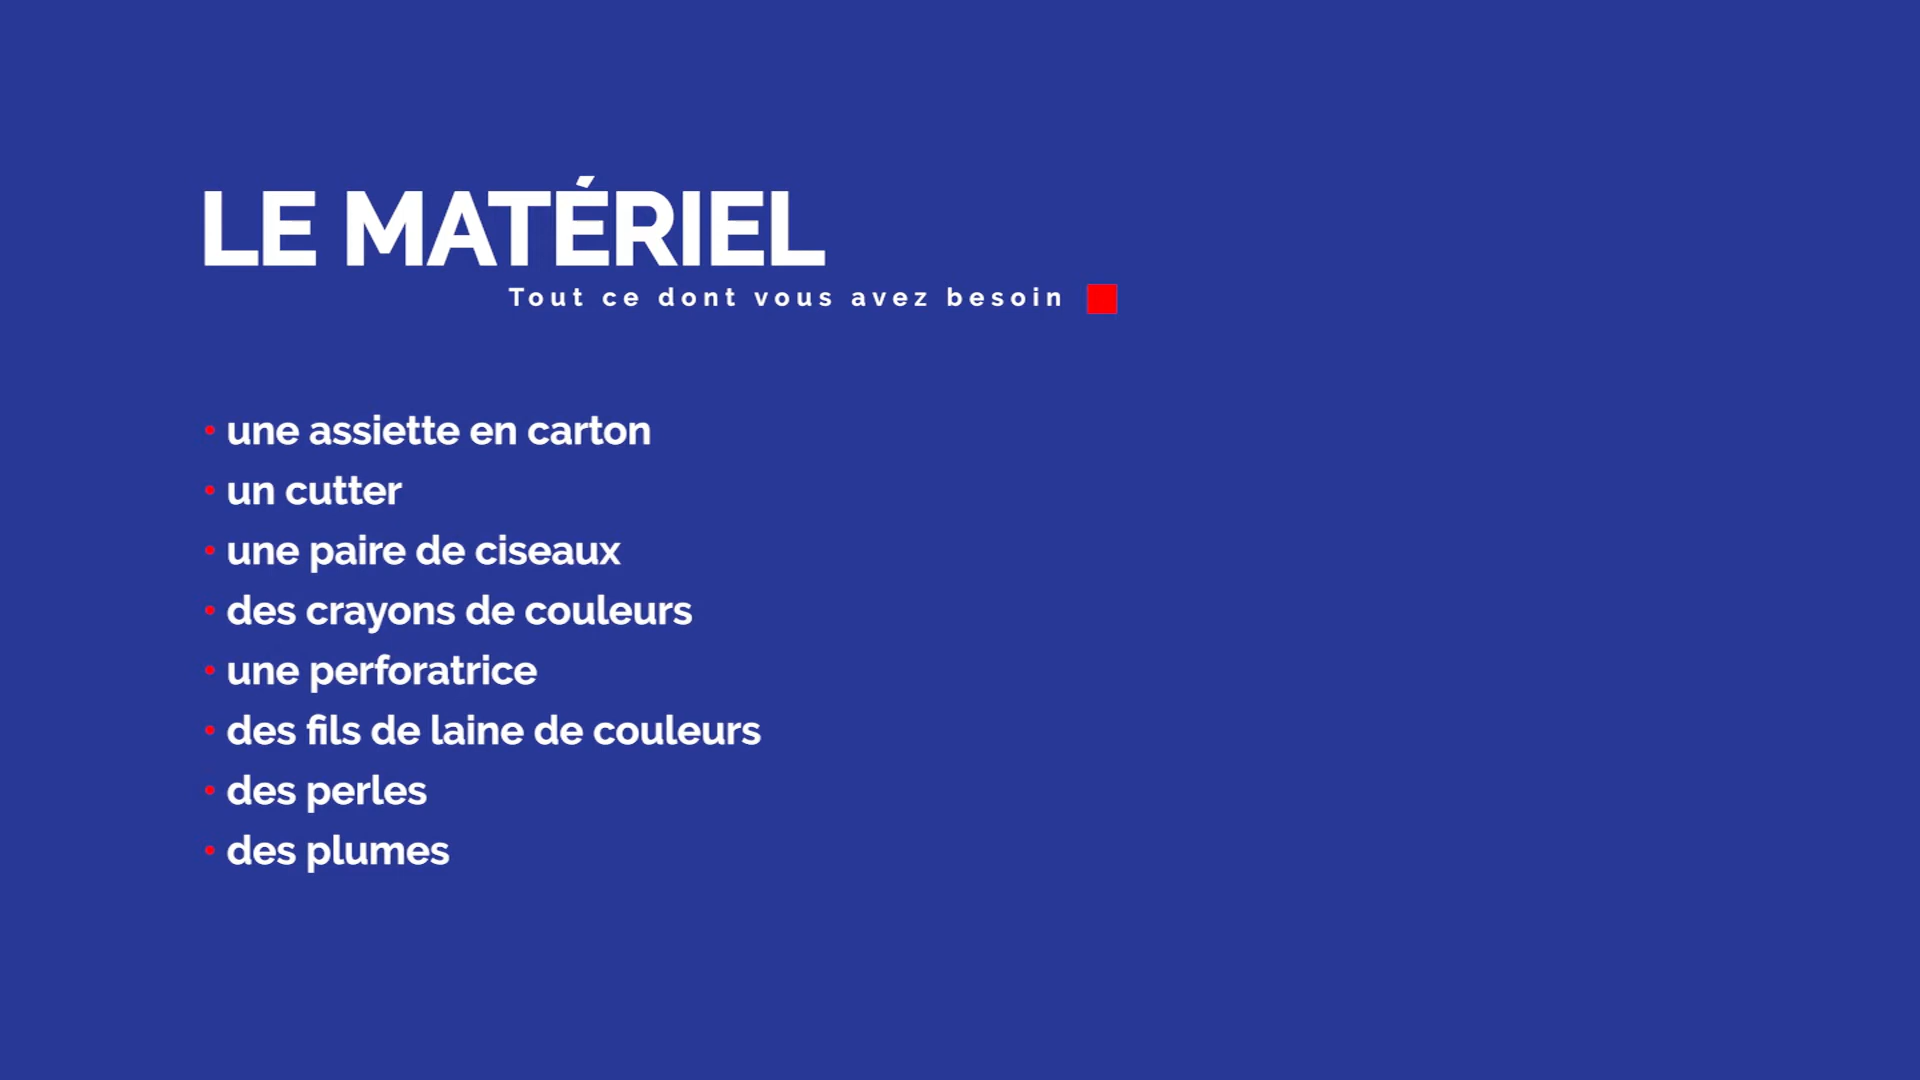 LE MATÉRIEL
Tout ce dont vous avez besoin
• une assiette en carton
• un cutter
• une paire de ciseaux
• des crayons de couleurs
• une perforatrice
• des fils de laine de couleurs
• des perles
• des plumes